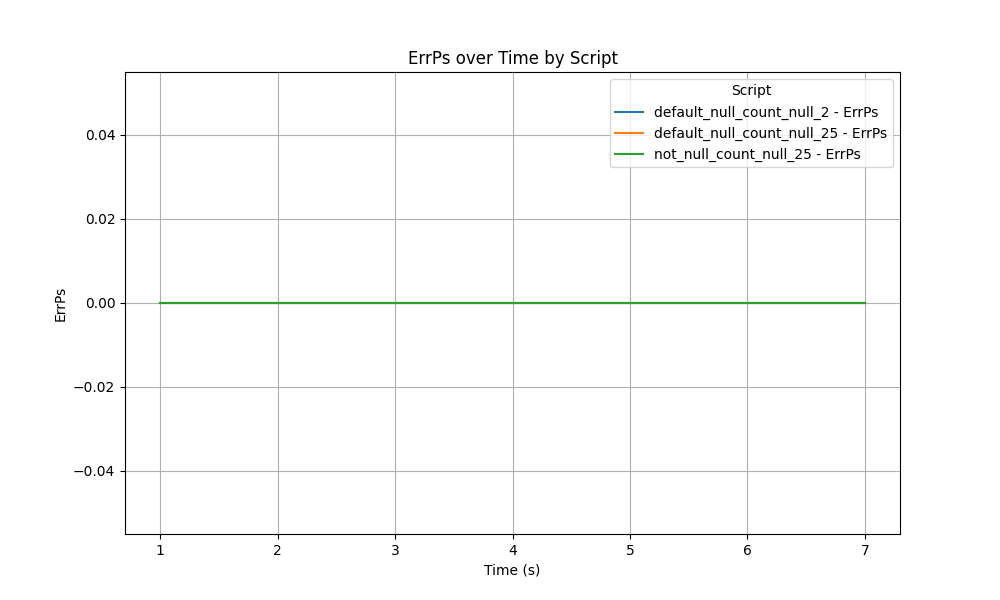 ErrPs over Time by Script
Script
default_null_count_null_2 - ErrPs
default_null_count_null_25 - ErrPs
not_null_count_null_25 - ErrPs
ErrPs
0.04
0.02
0.00
−0.02
−0.04
1 2 3 4 5 6 7
Time (s)